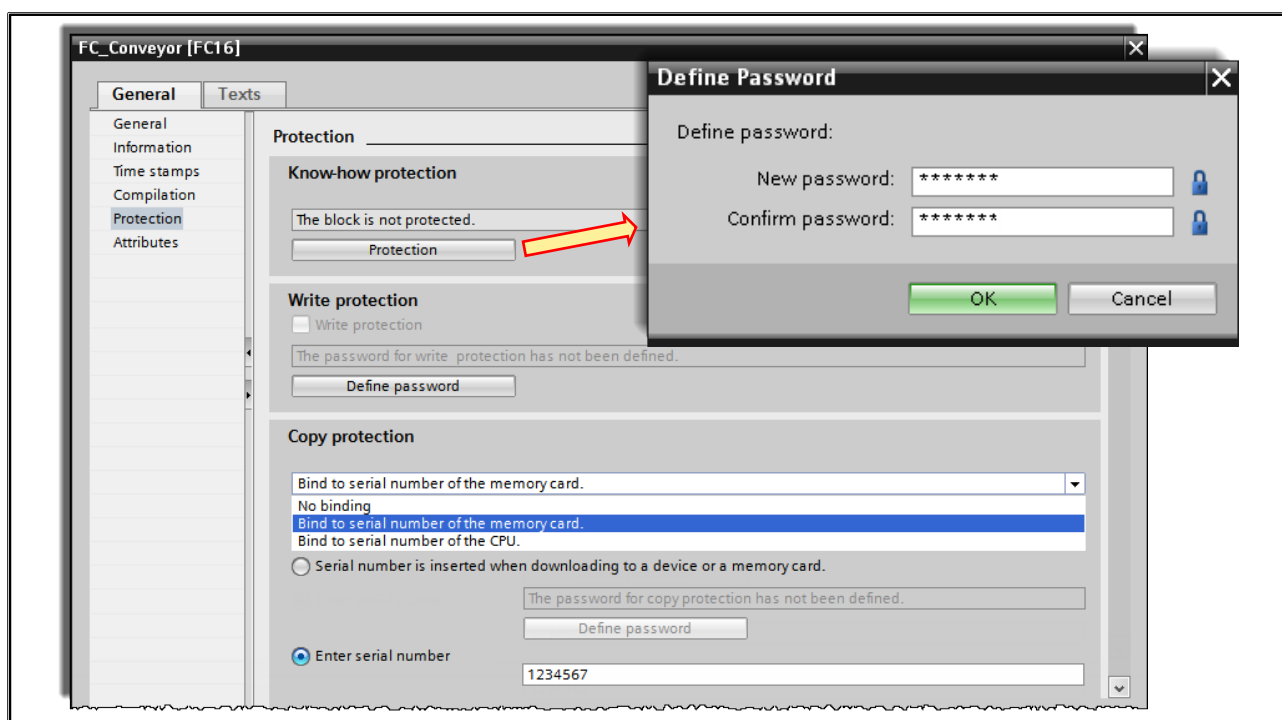 FC_Conveyor [FC16]
General Texts
General
Information
Time stamps
Compilation
Protection
Attributes
Protection
Know-how protection
The block is not protected.
Protection
Write protection
Write protection
The password for write protection has not been defined.
Define password
Copy protection
Bind to serial number of the memory card.
No binding
Bind to serial number of the memory card.
Bind to serial number of the CPU.
Serial number is inserted when downloading to a device or a memory card.
The password for copy protection has not been defined.
Define password
Enter serial number
1234567
Define Password
Define password:
New password: *******
Confirm password: *******
OK Cancel